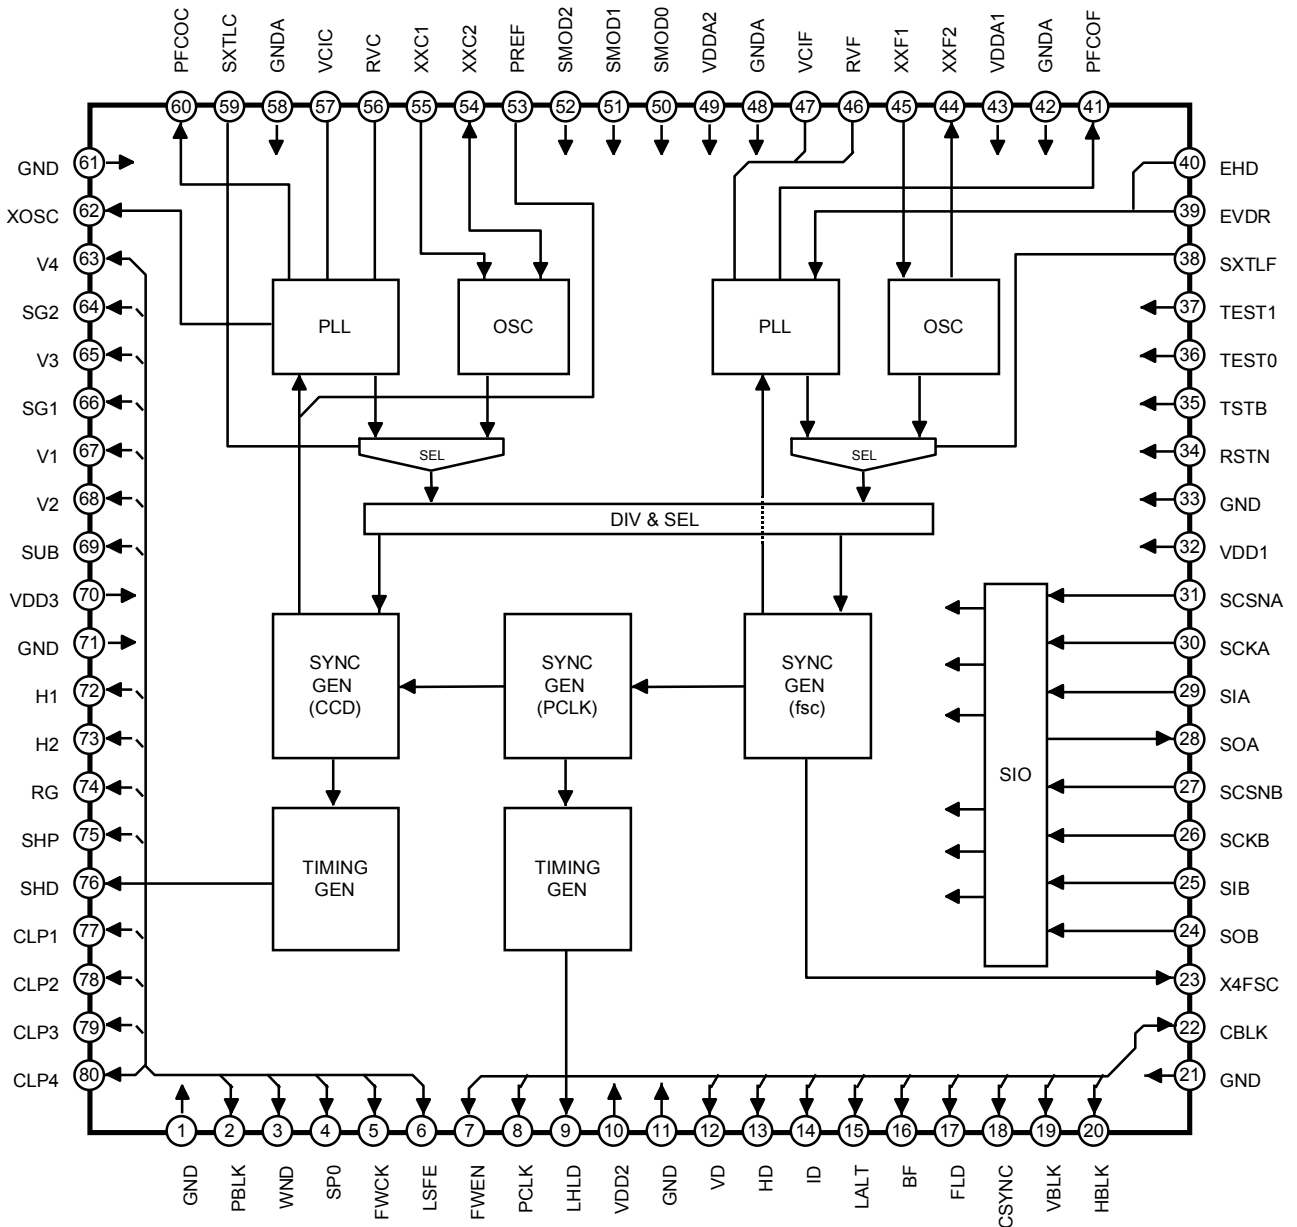 PFCOC
SXTLC
GNDA
VCIC
RVC
XXC1
XXC2
PREF
SMOD2
SMOD1
SMOD0
VDDA2
GNDA
VCIF
RVF
XXF1
XXF2
VDDA1
GNDA
PFCOF
60
59
58
57
56
55
54
53
52
51
50
49
48
47
46
45
44
43
42
41
GND
61
XOSC
62
V4
63
SG2
64
V3
65
SG1
66
V1
67
V2
68
SUB
69
VDD3
70
GND
71
H1
72
H2
73
RG
74
SHP
75
SHD
76
CLP1
77
CLP2
78
CLP3
79
CLP4
80
PLL
OSC
PLL
OSC
SEL
SEL
DIV & SEL
SYNC
GEN
(CCD)
SYNC
GEN
(PCLK)
SYNC
GEN
(fsc)
TIMING
GEN
TIMING
GEN
SIO
40
EHD
39
EVDR
38
SXTLF
37
TEST1
36
TEST0
35
TSTB
34
RSTN
33
GND
32
VDD1
31
SCSNA
30
SCKA
29
SIA
28
SOA
27
SCSNB
26
SCKB
25
SIB
24
SOB
23
X4FSC
22
CBLK
21
GND
1
2
3
4
5
6
7
8
9
10
11
12
13
14
15
16
17
18
19
20
GND
PBLK
WND
SP0
FWCK
LSFE
FWEN
PCLK
LHLD
VDD2
GND
VD
HD
ID
LALT
BF
FLD
CSYNC
VBLK
HBLK